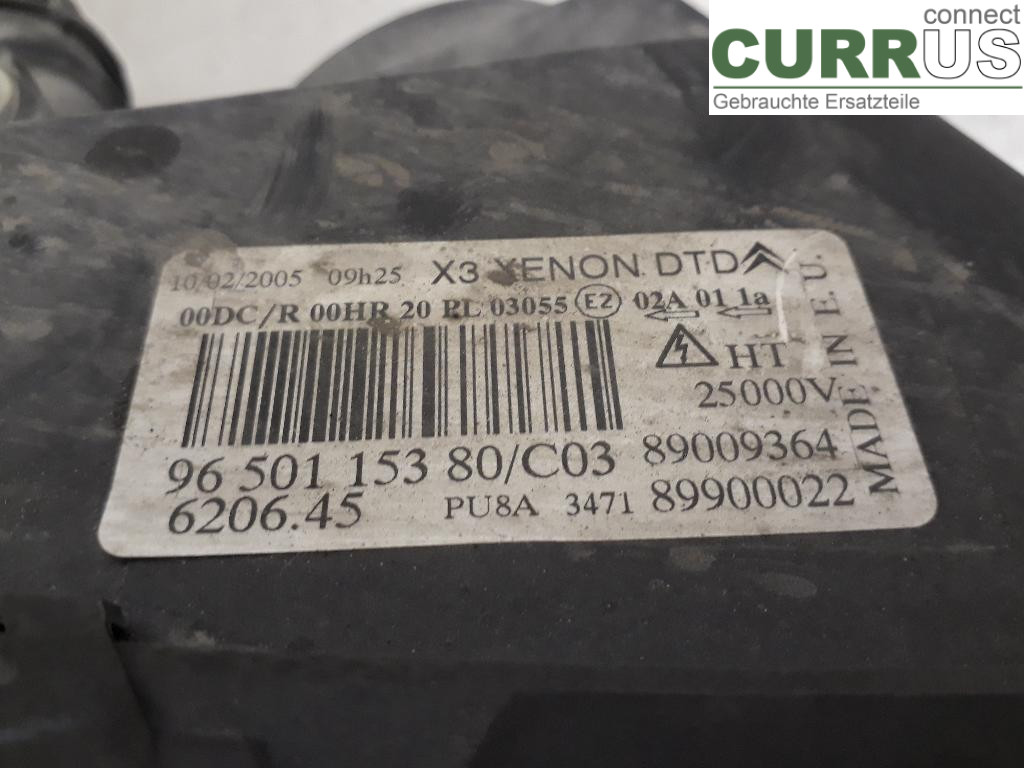 connect
CURRUS
Gebrauchte Ersatzteile
10/02/2005 09h25 X3 XENON DTD
00DC/R 00HR 20 PL 03055 E2 02A 01 1a
HT
25000V
96 501 153 80/C03 89009364
6206.45 PU8A 3471 89900022
MADE IN E.U.